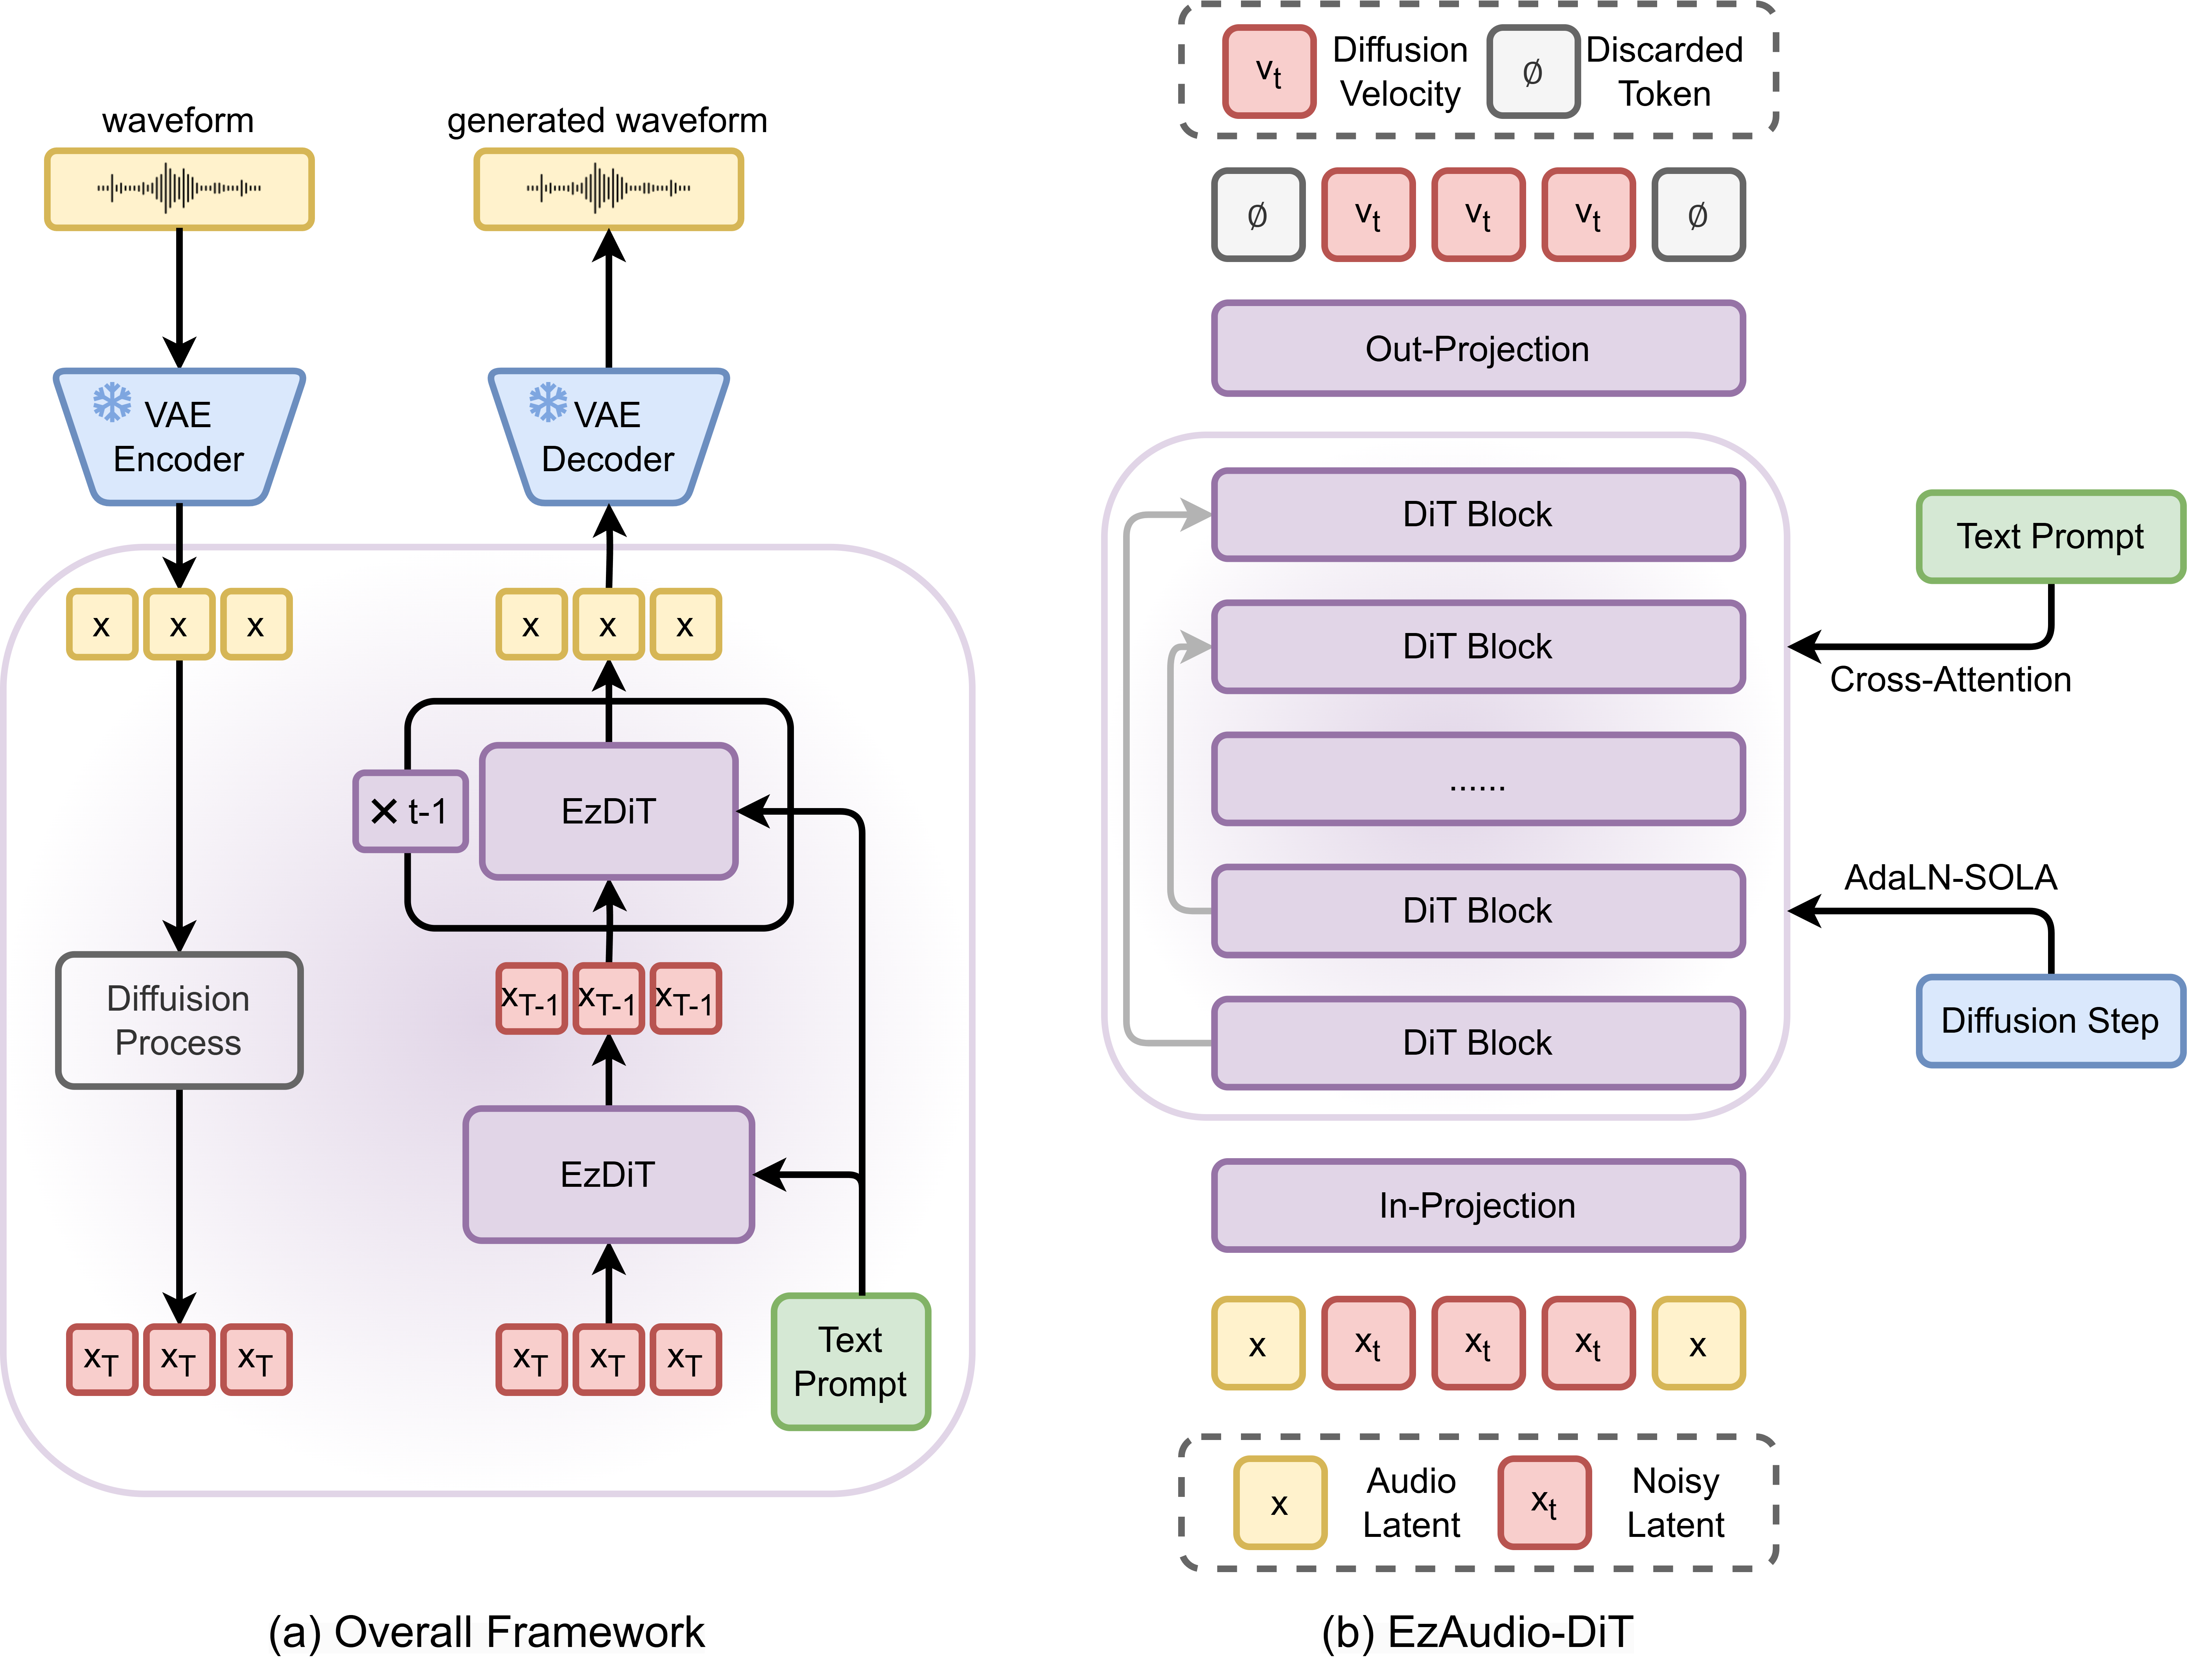 waveform
generated waveform
VAE
Encoder
VAE
Decoder
x x x
x x x
× t-1
EzDiT
Diffuision
Process
x_T-1 x_T-1 x_T-1
EzDiT
x_T x_T x_T
x_T x_T x_T
Text
Prompt
(a) Overall Framework
v_t Diffusion
Velocity
∅ Discarded
Token
∅ v_t v_t v_t ∅
Out-Projection
DiT Block
DiT Block
......
DiT Block
DiT Block
Text Prompt
Cross-Attention
AdaLN-SOLA
Diffusion Step
In-Projection
x x_t x_t x_t x
x Audio
Latent
x_t Noisy
Latent
(b) EzAudio-DiT